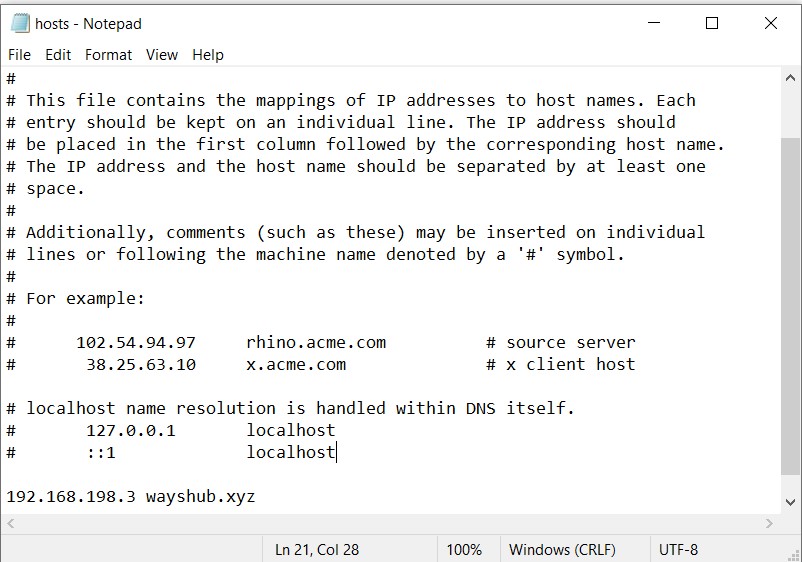 hosts - Notepad
File Edit Format View Help
#
# This file contains the mappings of IP addresses to host names. Each
# entry should be kept on an individual line. The IP address should
# be placed in the first column followed by the corresponding host name.
# The IP address and the host name should be separated by at least one
# space.
#
# Additionally, comments (such as these) may be inserted on individual
# lines or following the machine name denoted by a '#' symbol.
#
# For example:
#
#      102.54.94.97     rhino.acme.com          # source server
#       38.25.63.10     x.acme.com              # x client host

# localhost name resolution is handled within DNS itself.
#       127.0.0.1       localhost
#       ::1             localhost

192.168.198.3 wayshub.xyz
Ln 21, Col 28 100% Windows (CRLF) UTF-8